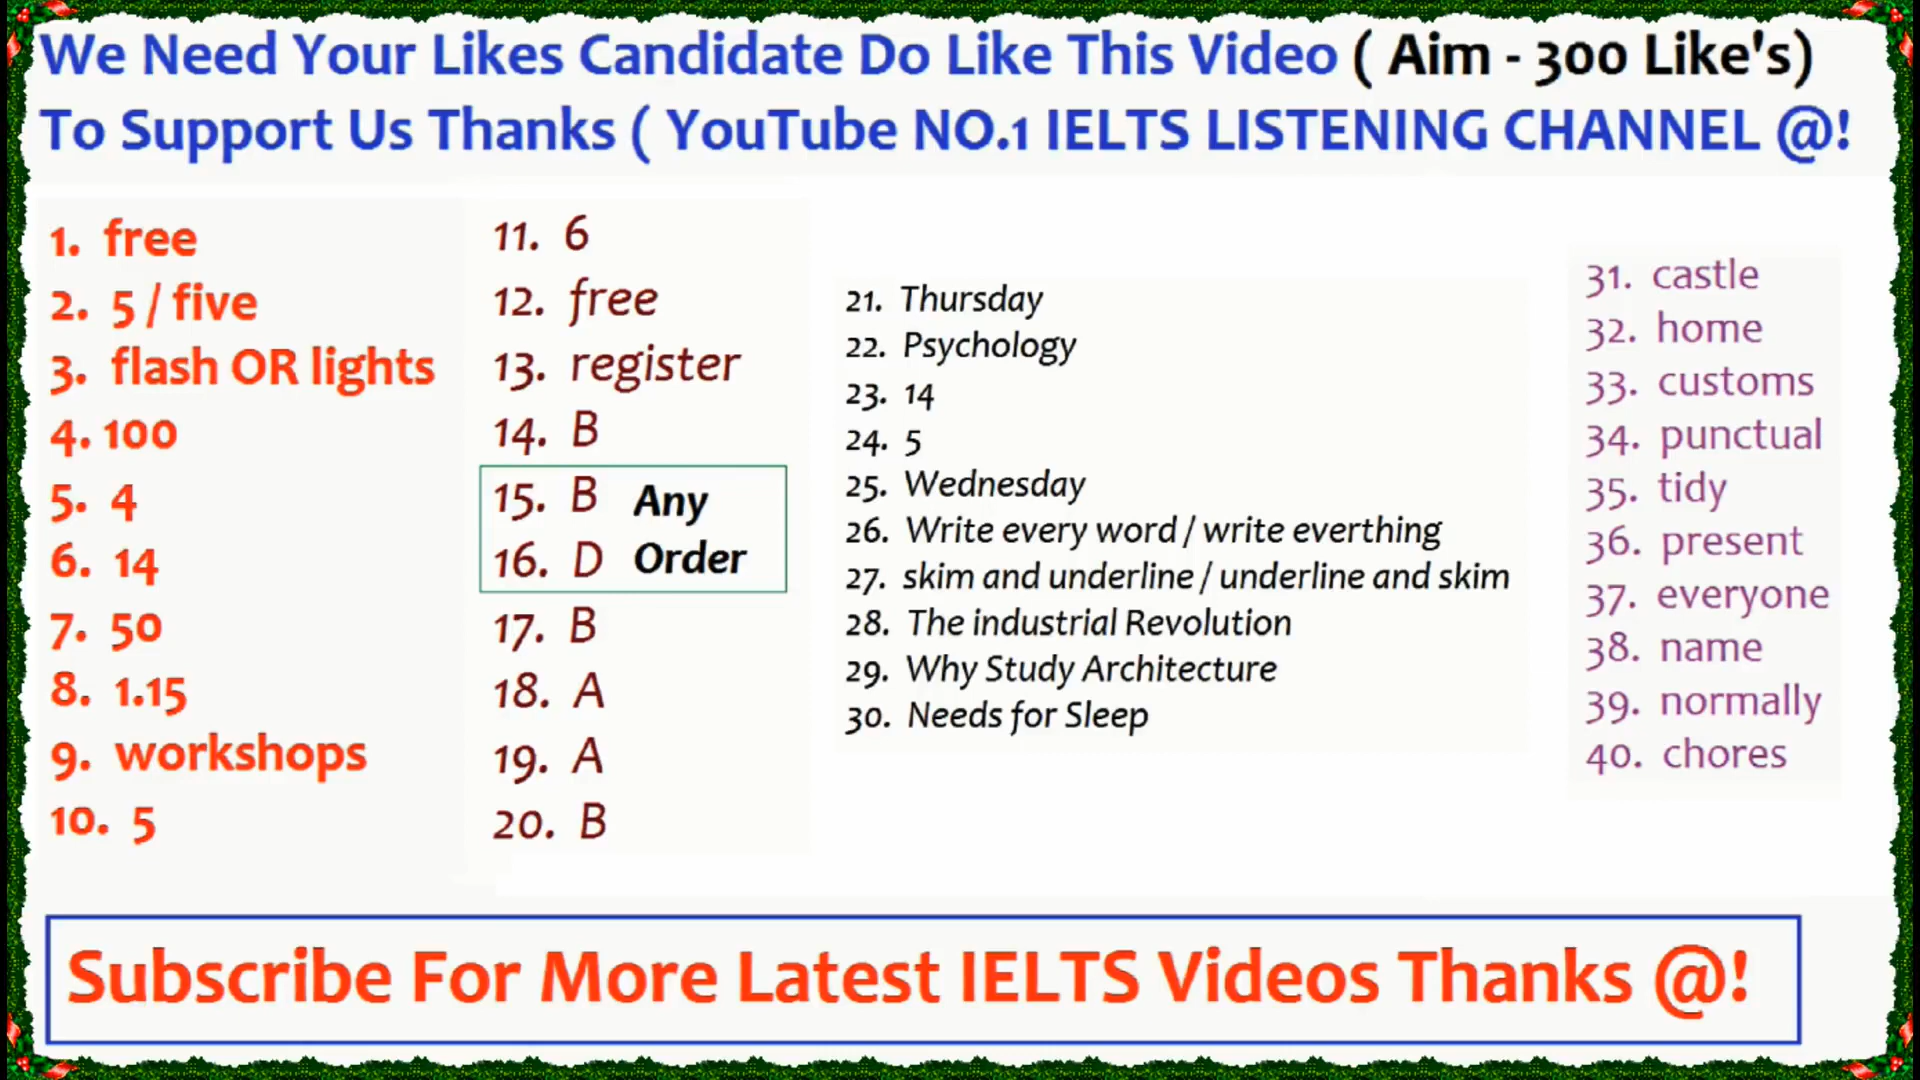 We Need Your Likes Candidate Do Like This Video ( Aim - 300 Like's)
To Support Us Thanks ( YouTube NO.1 IELTS LISTENING CHANNEL @!
1. free
2. 5 / five
3. flash OR lights
4. 100
5. 4
6. 14
7. 50
8. 1.15
9. workshops
10. 5
11. 6
12. free
13. register
14. B
15. B Any
16. D Order
17. B
18. A
19. A
20. B
21. Thursday
22. Psychology
23. 14
24. 5
25. Wednesday
26. Write every word / write everthing
27. skim and underline / underline and skim
28. The industrial Revolution
29. Why Study Architecture
30. Needs for Sleep
31. castle
32. home
33. customs
34. punctual
35. tidy
36. present
37. everyone
38. name
39. normally
40. chores
Subscribe For More Latest IELTS Videos Thanks @!